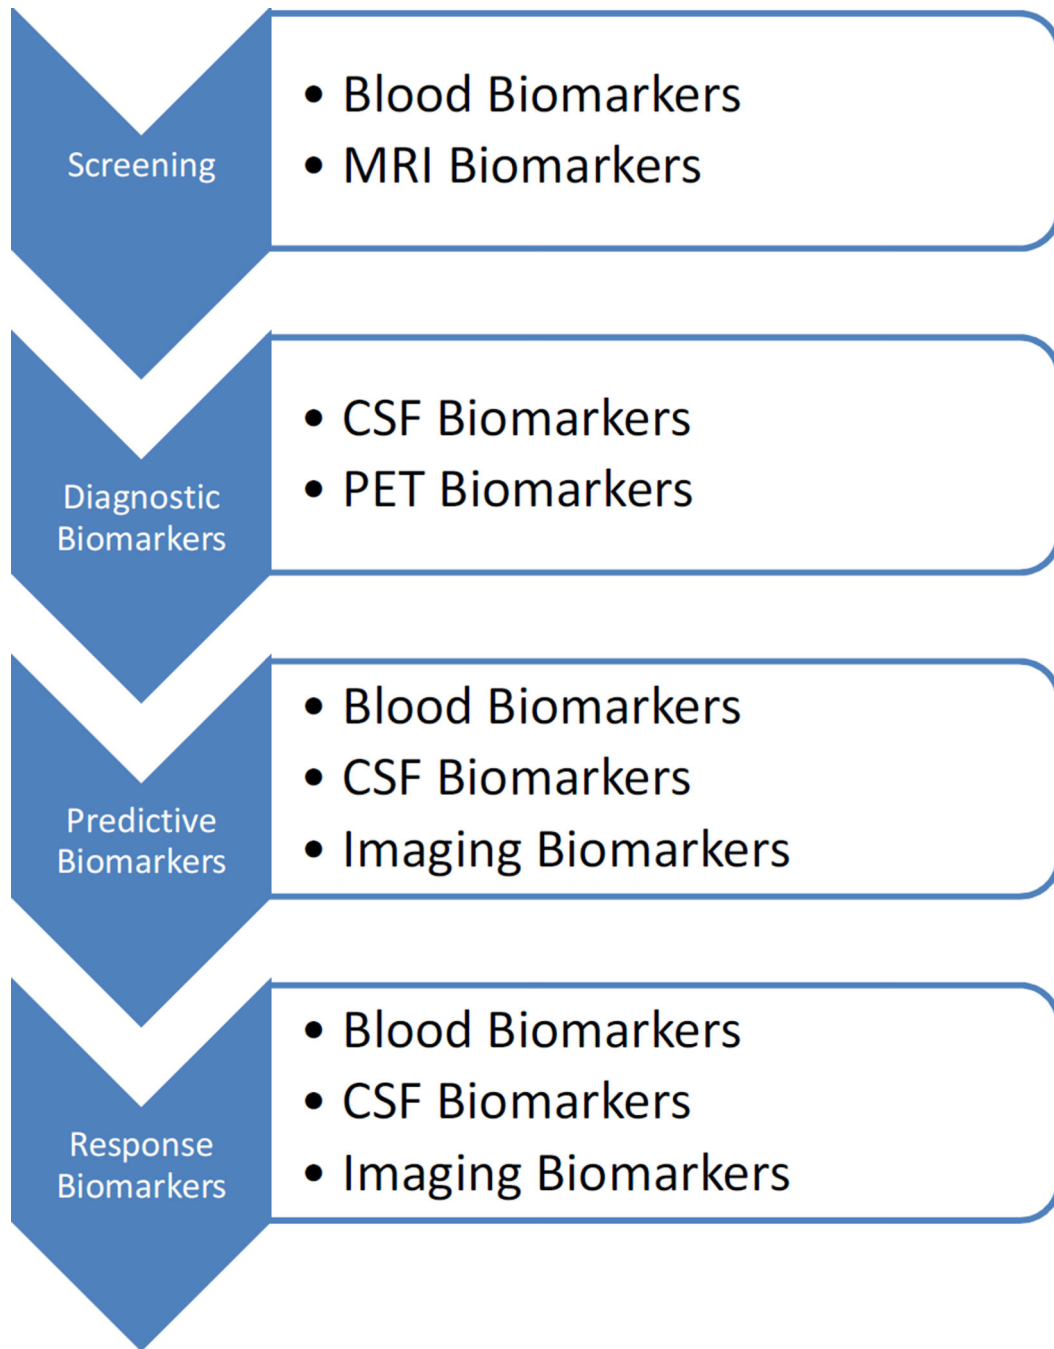 Screening
• Blood Biomarkers
• MRI Biomarkers
Diagnostic
Biomarkers
• CSF Biomarkers
• PET Biomarkers
Predictive
Biomarkers
• Blood Biomarkers
• CSF Biomarkers
• Imaging Biomarkers
Response
Biomarkers
• Blood Biomarkers
• CSF Biomarkers
• Imaging Biomarkers